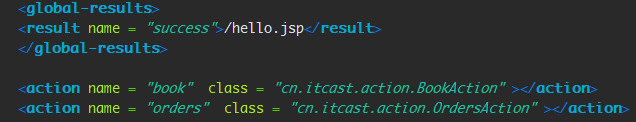 <global-results>
<result name = "success">/hello.jsp</result>
</global-results>
<action name = "book"  class = "cn.itcast.action.BookAction" ></action>
<action name = "orders"  class = "cn.itcast.action.OrdersAction" ></action>